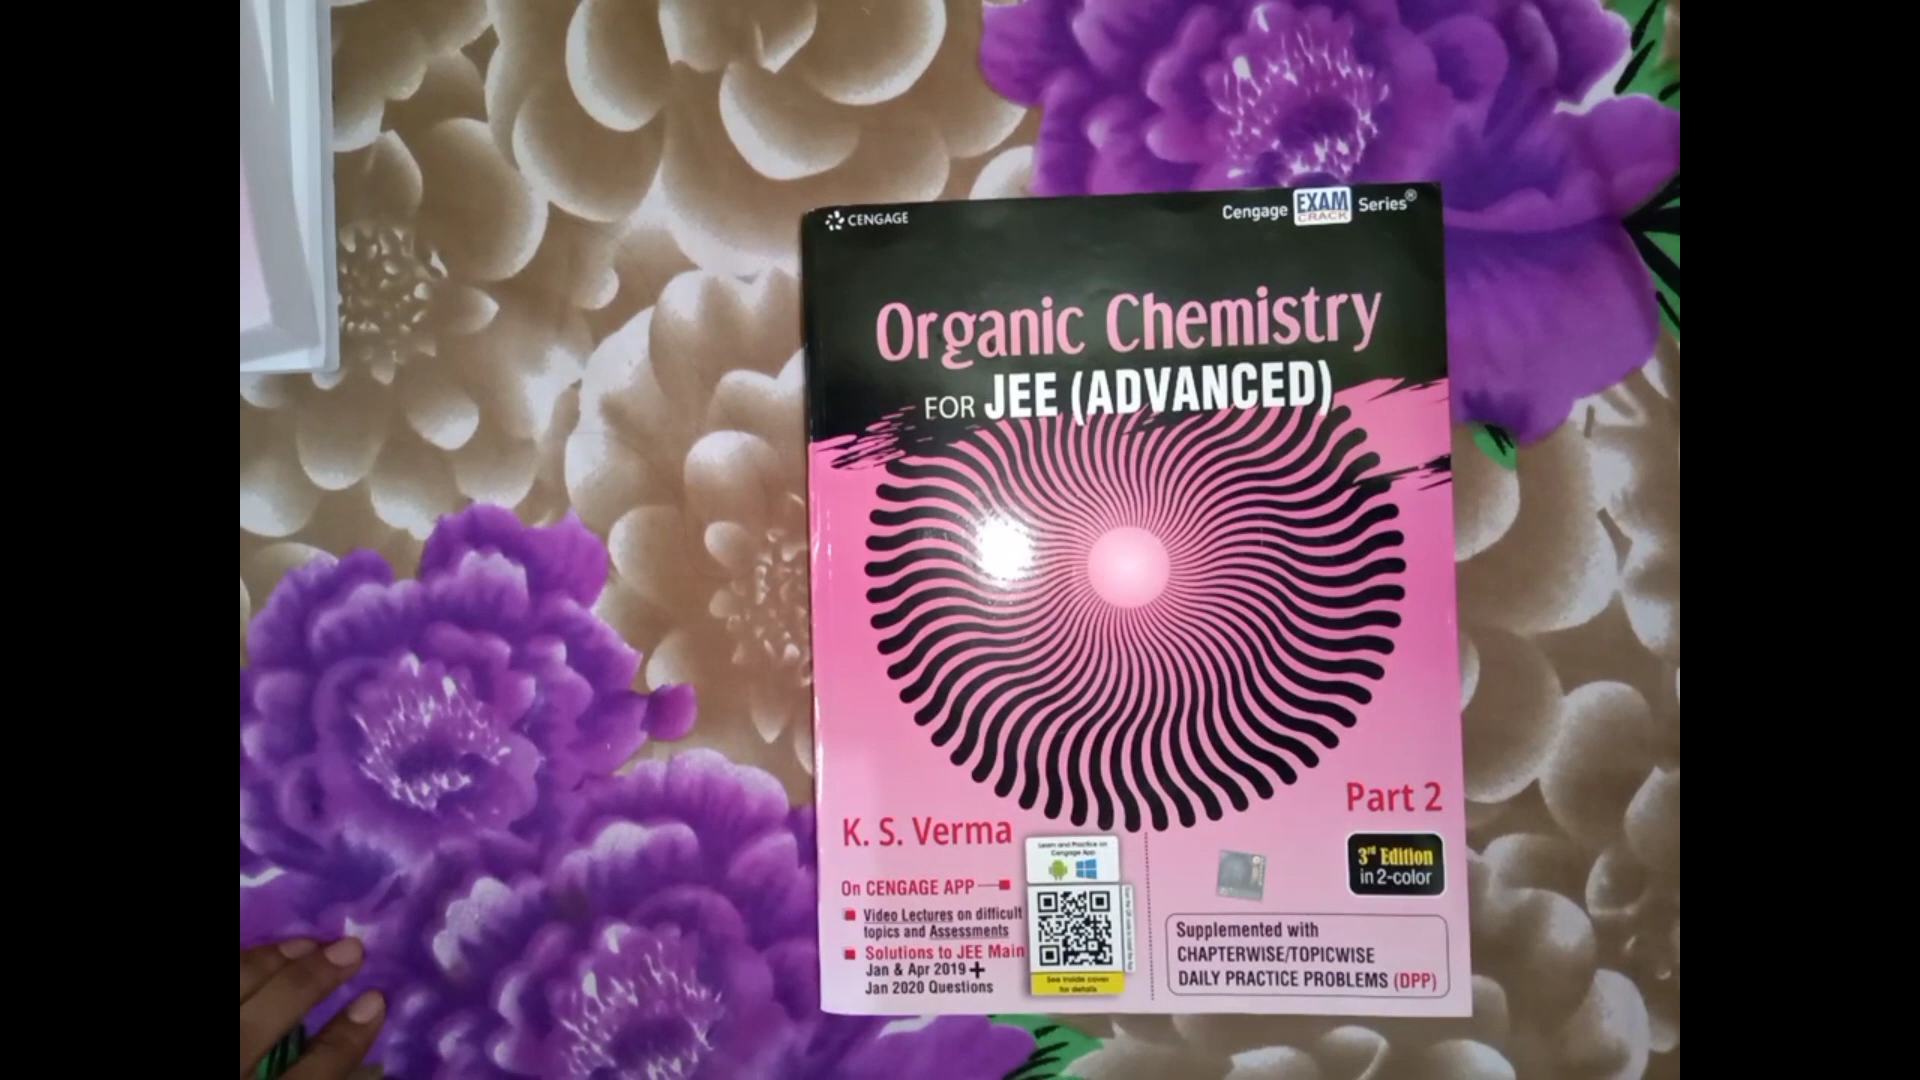 CENGAGE
Cengage EXAM CRACK Series®
Organic Chemistry
FOR JEE (ADVANCED)
Part 2
K. S. Verma
3rd Edition
in 2-color
Learn and Practice on
Cengage App
On CENGAGE APP
Video Lectures on difficult
topics and Assessments
Solutions to JEE Main
Jan & Apr 2019 +
Jan 2020 Questions
See inside cover
for details
Supplemented with
CHAPTERWISE/TOPICWISE
DAILY PRACTICE PROBLEMS (DPP)